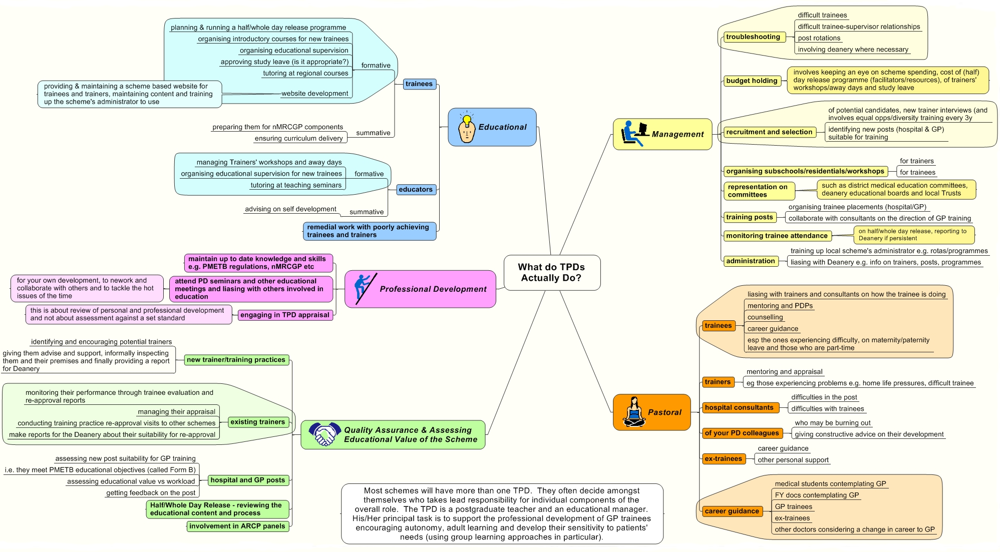 What do TPDs
Actually Do?
Educational
trainees
formative
planning & running a half/whole day release programme
organising introductory courses for new trainees
organising educational supervision
approving study leave (is it appropriate?)
tutoring at regional courses
website development
providing & maintaining a scheme based website for
trainees and trainers, maintaining content and training
up the scheme's administrator to use
summative
preparing them for nMRCGP components
ensuring curriculum delivery
educators
formative
managing Trainers' workshops and away days
organising educational supervision for new trainees
tutoring at teaching seminars
summative
advising on self development
remedial work with poorly achieving
trainees and trainers
Professional Development
maintain up to date knowledge and skills
e.g. PMETB regulations, nMRCGP etc
attend PD seminars and other educational
meetings and liasing with others involved in
education
for your own development, to nework and
collaborate with others and to tackle the hot
issues of the time
engaging in TPD appraisal
this is about review of personal and professional development
and not about assessment against a set standard
Quality Assurance & Assessing
Educational Value of the Scheme
new trainer/training practices
identifying and encouraging potential trainers
giving them advise and support, informally inspecting
them and their premises and finally providing a report
for Deanery
existing trainers
monitoring their performance through trainee evaluation and
re-approval reports
managing their appraisal
conducting training practice re-approval visits to other schemes
make reports for the Deanery about their suitability for re-approval
hospital and GP posts
assessing new post suitability for GP training
i.e. they meet PMETB educational objectives (called Form B)
assessing educational value vs workload
getting feedback on the post
Half/Whole Day Release - reviewing the
educational content and process
involvement in ARCP panels
Management
troubleshooting
difficult trainees
difficult trainee-supervisor relationships
post rotations
involving deanery where necessary
budget holding
involves keeping an eye on scheme spending, cost of (half)
day release programme (facilitators/resources), of trainers'
workshops/away days and study leave
recruitment and selection
of potential candidates, new trainer interviews (and
involves equal opps/diversity training every 3y
identifying new posts (hospital & GP)
suitable for training
organising subschools/residentials/workshops
for trainers
for trainees
representation on
committees
such as district medical education committees,
deanery educational boards and local Trusts
training posts
organising trainee placements (hospital/GP)
collaborate with consultants on the direction of GP training
monitoring trainee attendance
on half/whole day release, reporting to
Deanery if persistent
administration
training up local scheme's administrator e.g. rotas/programmes
liasing with Deanery e.g. info on trainers, posts, programmes
Pastoral
trainees
liasing with trainers and consultants on how the trainee is doing
mentoring and PDPs
counselling
career guidance
esp the ones experiencing difficulty, on maternity/paternity
leave and those who are part-time
trainers
mentoring and appraisal
eg those experiencing problems e.g. home life pressures, difficult trainee
hospital consultants
difficulties in the post
difficulties with trainees
of your PD colleagues
who may be burning out
giving constructive advice on their development
ex-trainees
career guidance
other personal support
career guidance
medical students contemplating GP
FY docs contemplating GP
GP trainees
ex-trainees
other doctors considering a change in career to GP
Most schemes will have more than one TPD. They often decide amongst
themselves who takes lead responsibility for individual components of the
overall role. The TPD is a postgraduate teacher and an educational manager.
His/Her principal task is to support the professional development of GP trainees
encouraging autonomy, adult learning and develop their sensitivity to patients'
needs (using group learning approaches in particular).